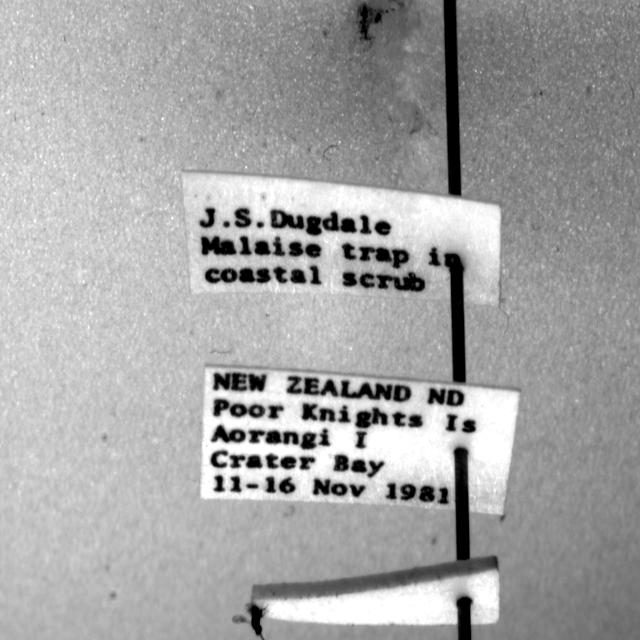 J.S.Dugdale
Malaise trap in
coastal scrub
NEW ZEALAND ND
Poor Knights Is
Aorangi I
Crater Bay
11-16 Nov 1981